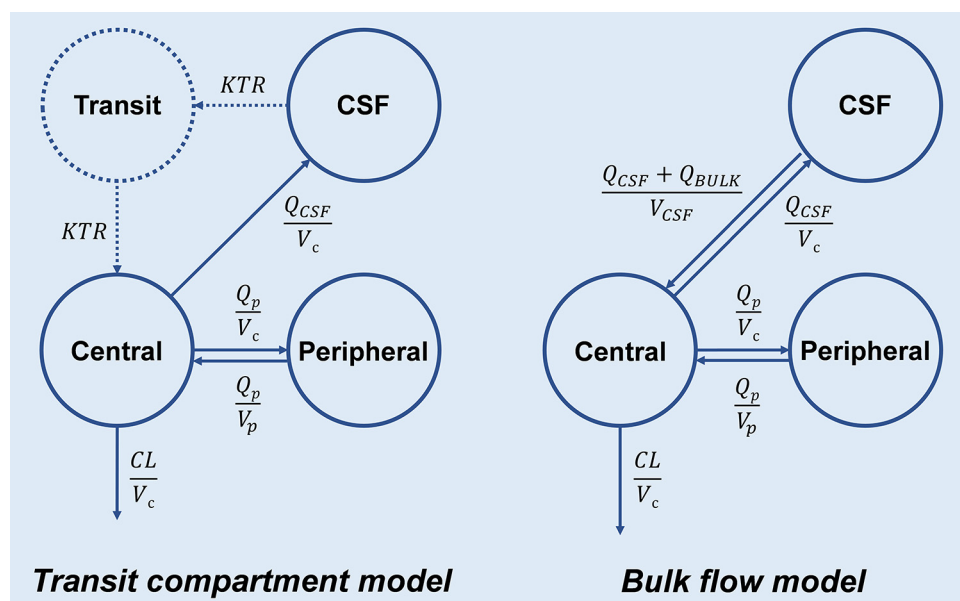 Transit
KTR
CSF
KTR
Q_CSF
V_c
Central
Q_p
V_c
Q_p
V_p
Peripheral
CL
V_c
Transit compartment model
CSF
Q_CSF + Q_BULK
V_CSF
Q_CSF
V_c
Central
Q_p
V_c
Q_p
V_p
Peripheral
CL
V_c
Bulk flow model